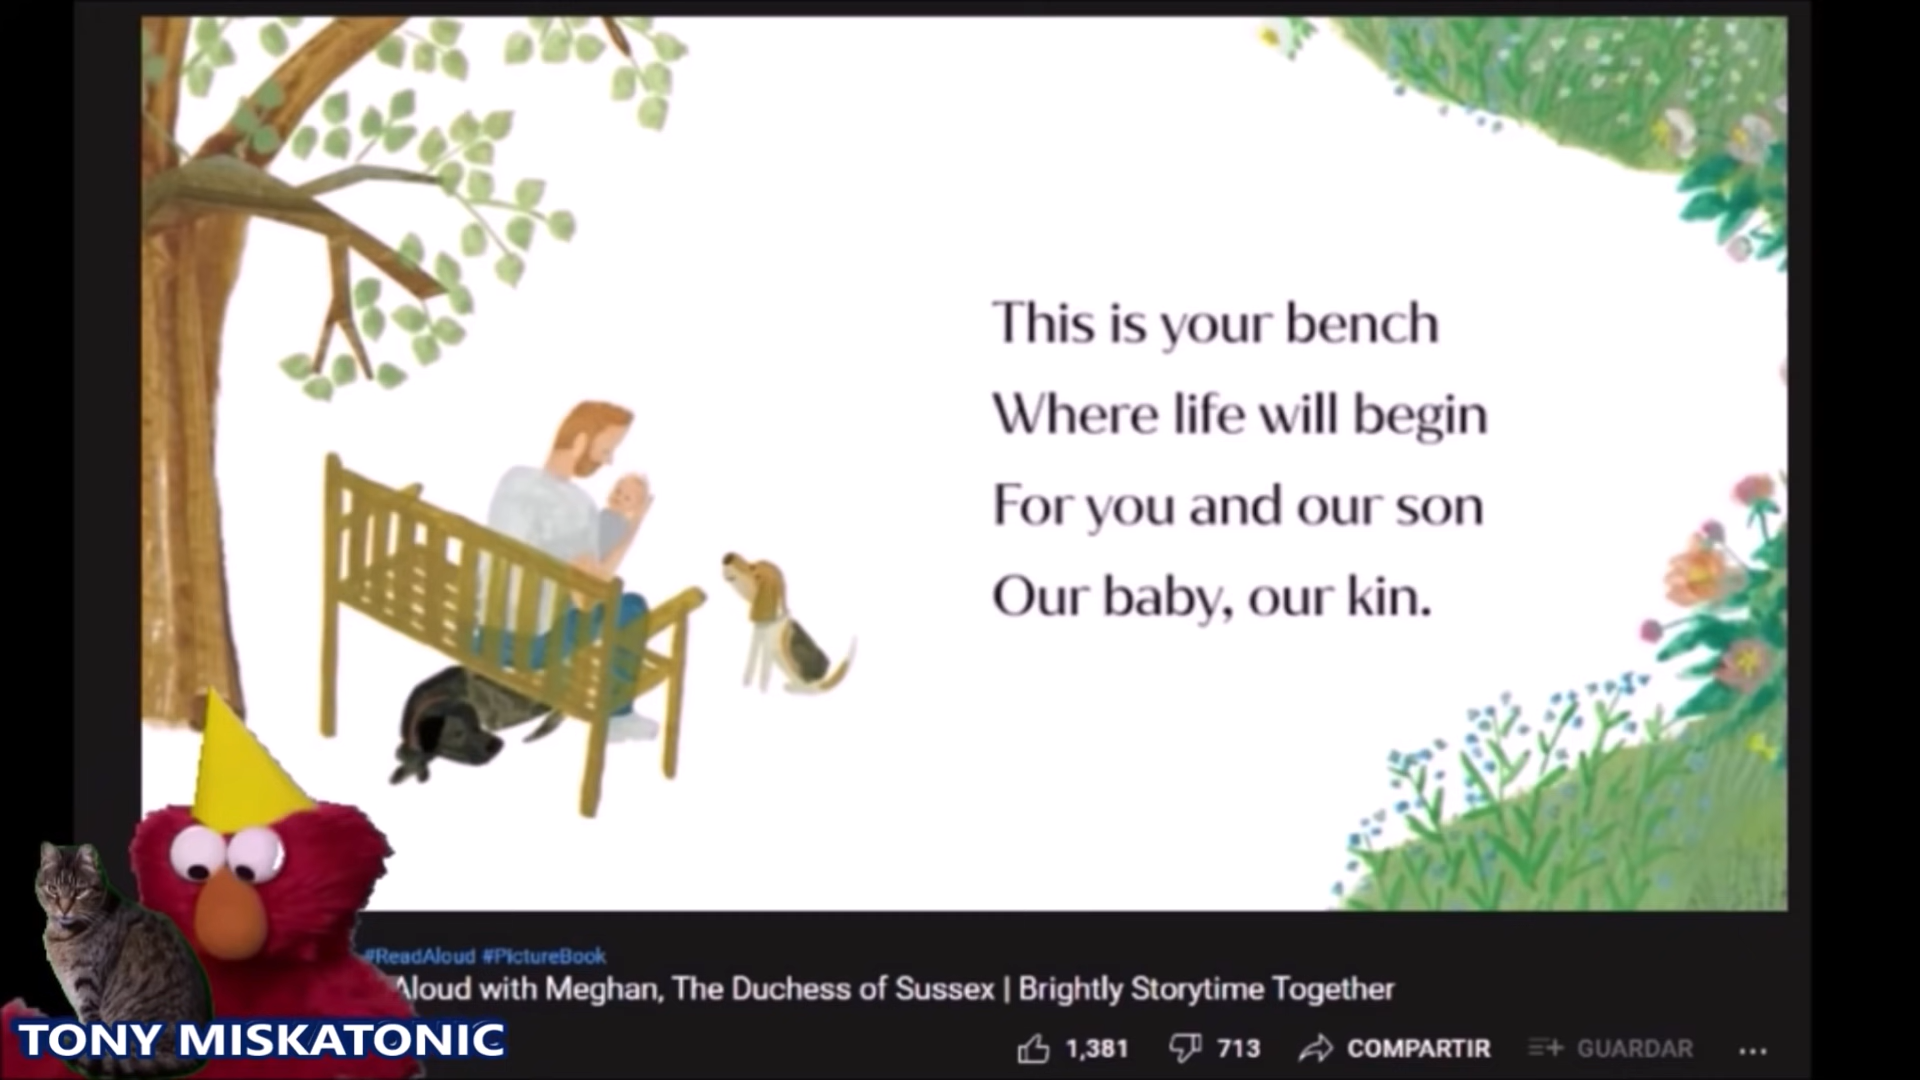 This is your bench
Where life will begin
For you and our son
Our baby, our kin.
#ReadAloud #PictureBook
Aloud with Meghan, The Duchess of Sussex | Brightly Storytime Together
1,381 713 COMPARTIR GUARDAR ...
TONY MISKATONIC